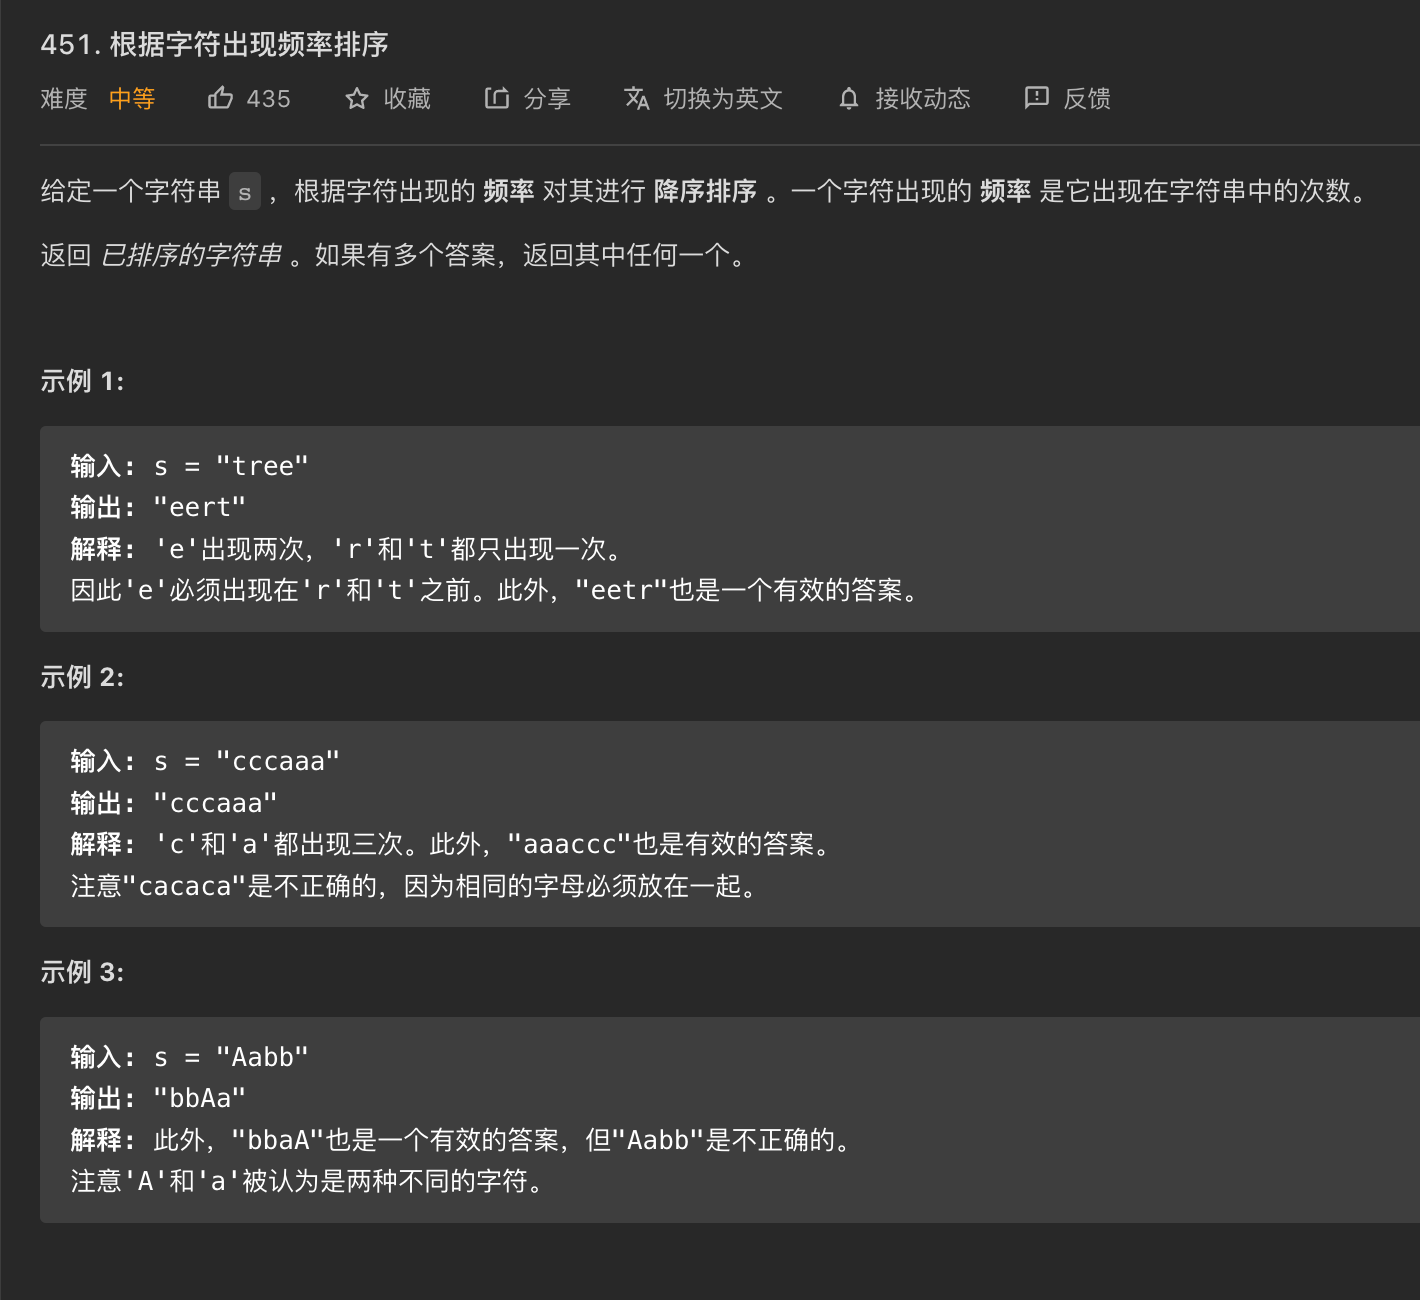 451. 根据字符出现频率排序
难度 中等 435 收藏 分享 切换为英文 接收动态 反馈
给定一个字符串 s ，根据字符出现的 频率 对其进行 降序排序 。一个字符出现的 频率 是它出现在字符串中的次数。
返回 已排序的字符串 。如果有多个答案，返回其中任何一个。
示例 1:
输入: s = "tree"
输出: "eert"
解释: 'e'出现两次，'r'和't'都只出现一次。
因此'e'必须出现在'r'和't'之前。此外，"eetr"也是一个有效的答案。
示例 2:
输入: s = "cccaaa"
输出: "cccaaa"
解释: 'c'和'a'都出现三次。此外，"aaaccc"也是有效的答案。
注意"cacaca"是不正确的，因为相同的字母必须放在一起。
示例 3:
输入: s = "Aabb"
输出: "bbAa"
解释: 此外，"bbaA"也是一个有效的答案，但"Aabb"是不正确的。
注意'A'和'a'被认为是两种不同的字符。